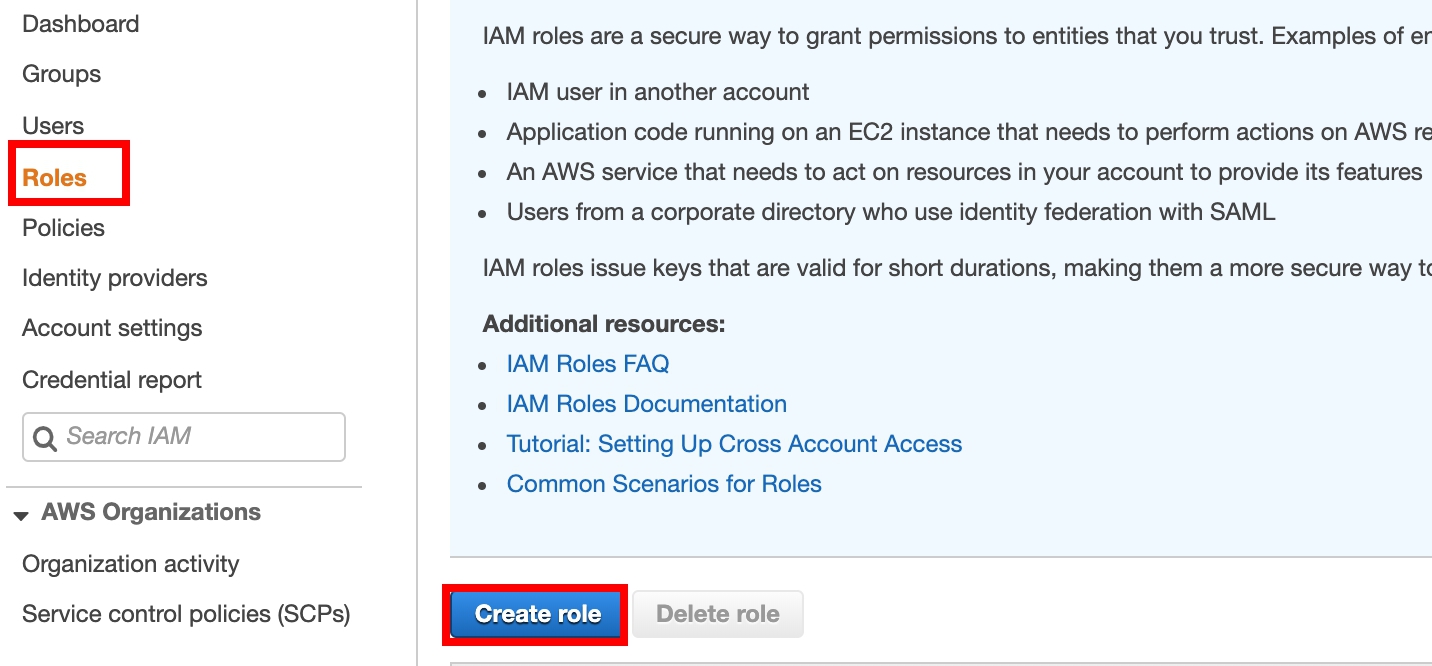 Dashboard
Groups
Users
Roles
Policies
Identity providers
Account settings
Credential report
Search IAM
AWS Organizations
Organization activity
Service control policies (SCPs)
IAM roles are a secure way to grant permissions to entities that you trust. Examples of
IAM user in another account
Application code running on an EC2 instance that needs to perform actions on AWS
An AWS service that needs to act on resources in your account to provide its features
Users from a corporate directory who use identity federation with SAML
IAM roles issue keys that are valid for short durations, making them a more secure way
Additional resources:
IAM Roles FAQ
IAM Roles Documentation
Tutorial: Setting Up Cross Account Access
Common Scenarios for Roles
Create role Delete role